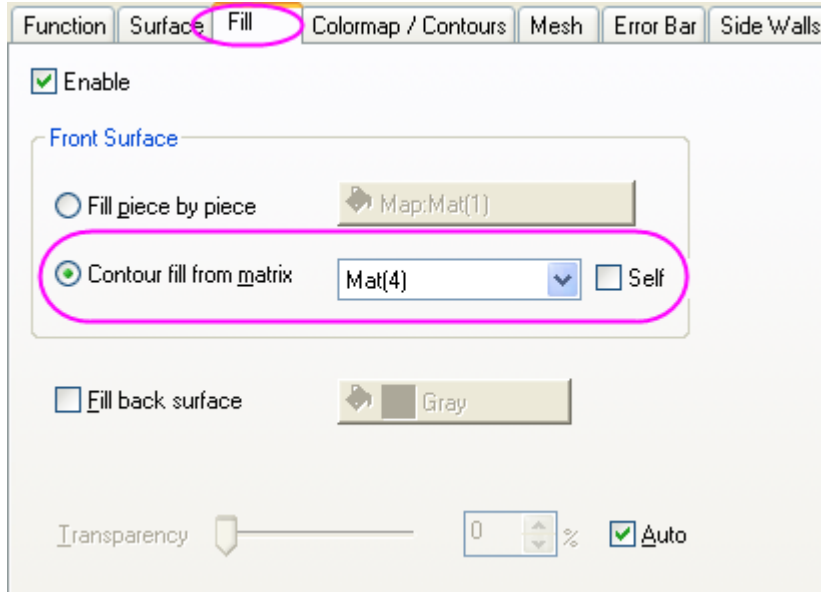 Function Surface Fill Colormap / Contours Mesh Error Bar Side Walls
Enable
Front Surface
Fill piece by piece Map:Mat(1)
Contour fill from matrix Mat(4) Self
Fill back surface Gray
Transparency 0 % Auto